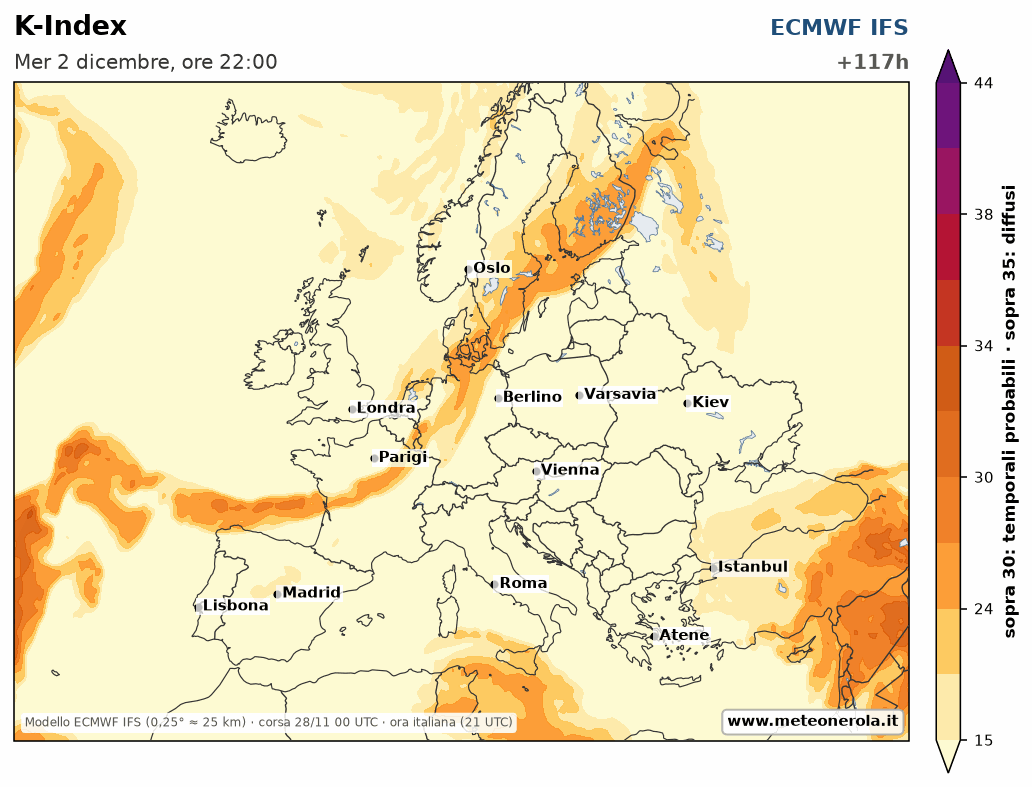 K-Index
ECMWF IFS
Mer 2 dicembre, ore 22:00
+117h
44
38
34
30
24
15
sopra 30: temporali probabili · sopra 35: diffusi
Oslo
Londra
Berlino
Varsavia
Kiev
Parigi
Vienna
Istanbul
Roma
Madrid
Lisbona
Atene
Modello ECMWF IFS (0,25° ≈ 25 km) · corsa 28/11 00 UTC · ora italiana (21 UTC)
www.meteonerola.it